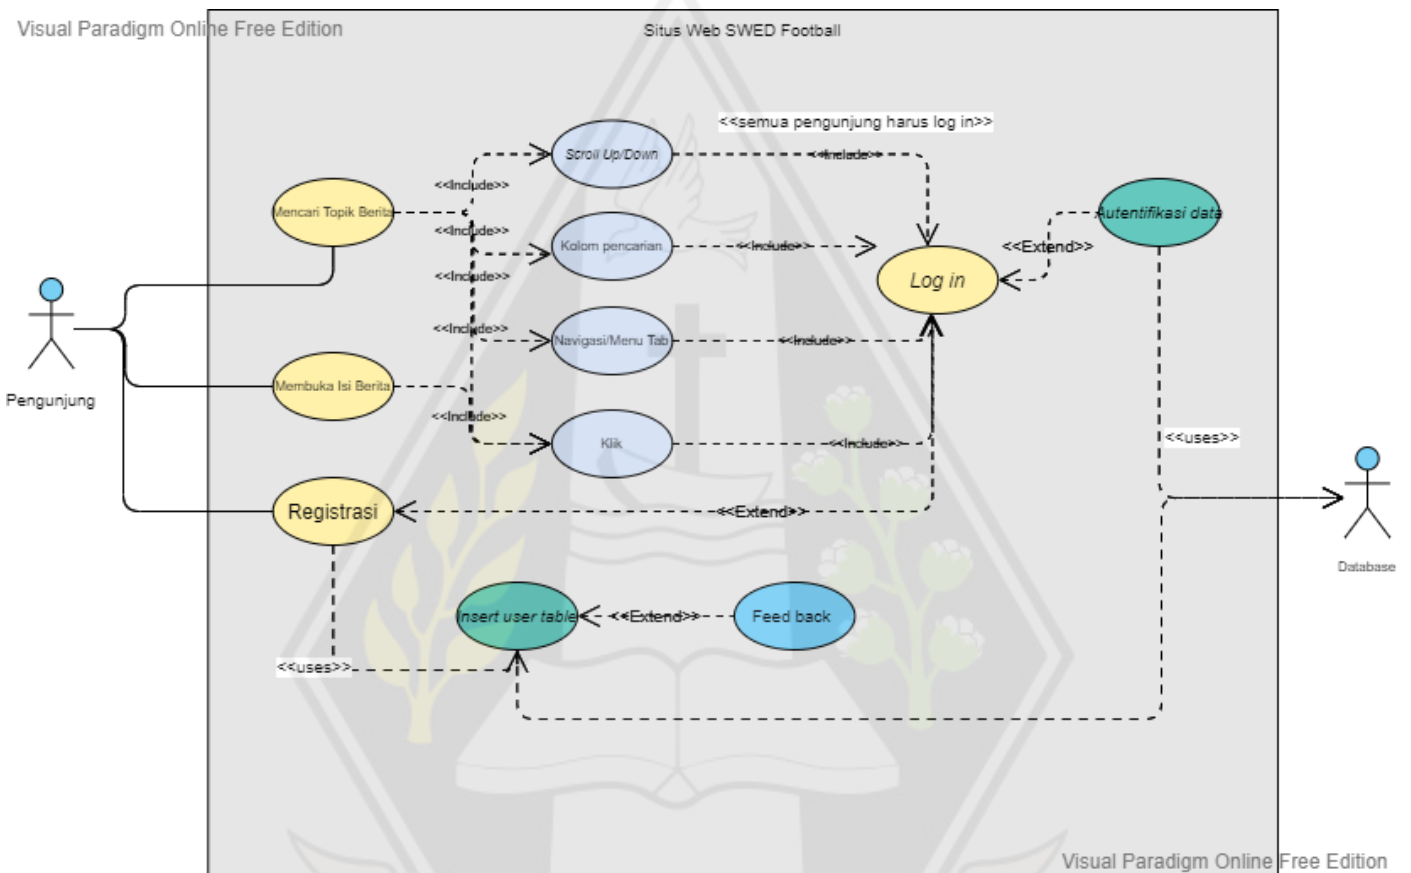 Visual Paradigm Online Free Edition
Situs Web SWED Football
<<semua pengunjung harus log in>>
Scroll Up/Down
<<Include>>
<<Include>>
Mencari Topik Berita
Autentifikasi data
<<Include>>
Kolom pencarian
<<Include>>
<<Extend>>
<<Include>>
Log in
<<Include>>
Navigasi/Menu Tab
<<Include>>
Membuka Isi Berita
Pengunjung
<<Include>>
Klik
<<Include>>
<<uses>>
Registrasi
<<Extend>>
Database
Insert user table
<<Extend>>
Feed back
<<uses>>
Visual Paradigm Online Free Edition